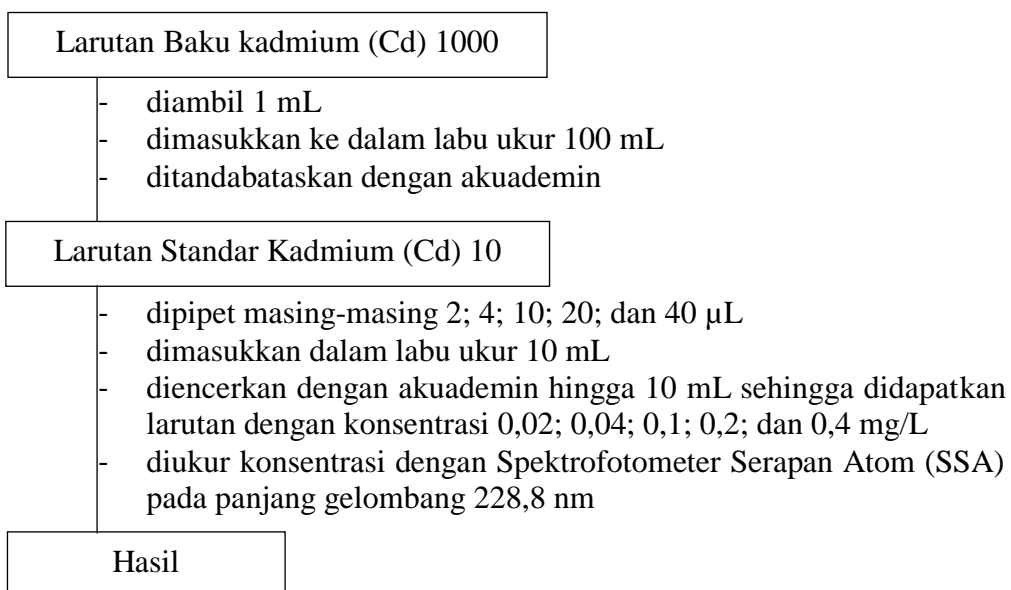 Larutan Baku kadmium (Cd) 1000
- diambil 1 mL
- dimasukkan ke dalam labu ukur 100 mL
- ditandabataskan dengan akuademin
Larutan Standar Kadmium (Cd) 10
- dipipet masing-masing 2; 4; 10; 20; dan 40 µL
- dimasukkan dalam labu ukur 10 mL
- diencerkan dengan akuademin hingga 10 mL sehingga didapatkan
larutan dengan konsentrasi 0,02; 0,04; 0,1; 0,2; dan 0,4 mg/L
- diukur konsentrasi dengan Spektrofotometer Serapan Atom (SSA)
pada panjang gelombang 228,8 nm
Hasil